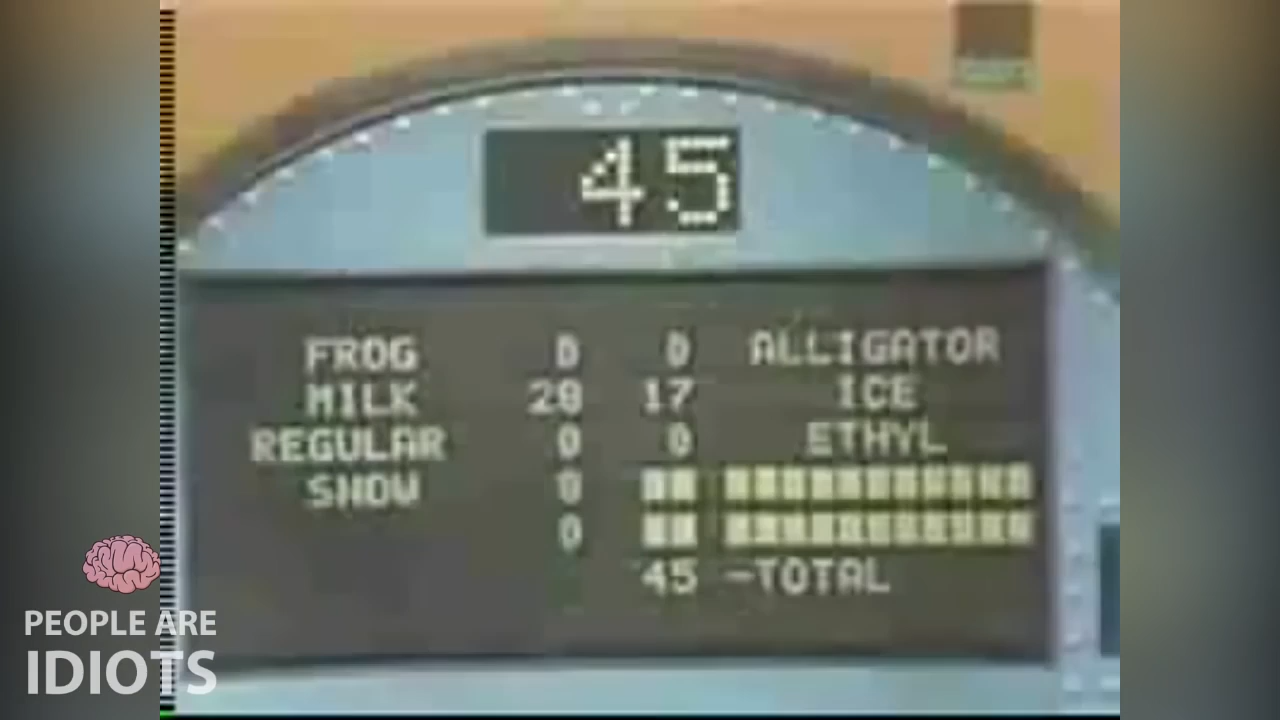 45
FROG 0 0 ALLIGATOR
MILK 28 17 ICE
REGULAR 0 0 ETHYL
SNOW 0
0
45 -TOTAL
PEOPLE ARE
IDIOTS